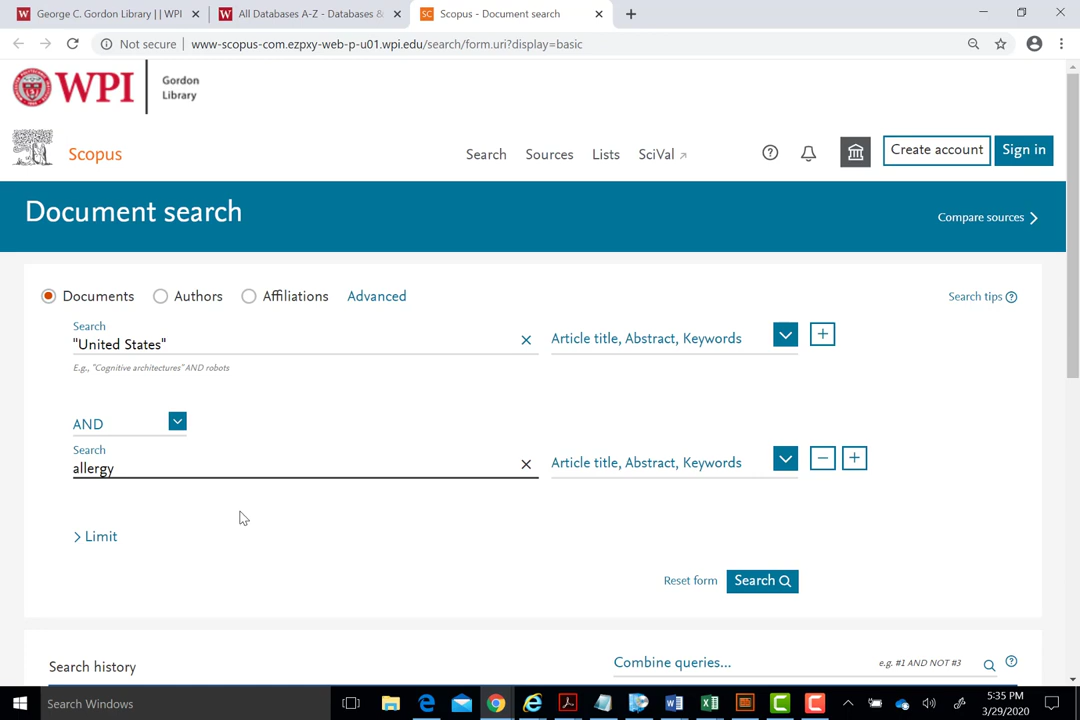 George C. Gordon Library | | WPI
All Databases A-Z - Databases &
SC Scopus - Document search
Not secure | www-scopus-com.ezpxy-web-p-u01.wpi.edu/search/form.uri?display=basic
WPI Gordon Library
Scopus
Search Sources Lists SciVal ↗ Create account Sign in
Document search
Compare sources
Documents Authors Affiliations Advanced Search tips
Search
"United States" Article title, Abstract, Keywords
E.g., "Cognitive architectures" AND robots
AND
Search
allergy Article title, Abstract, Keywords
Limit
Reset form Search
Search history Combine queries... e.g. #1 AND NOT #3
Search Windows
5:35 PM
3/29/2020